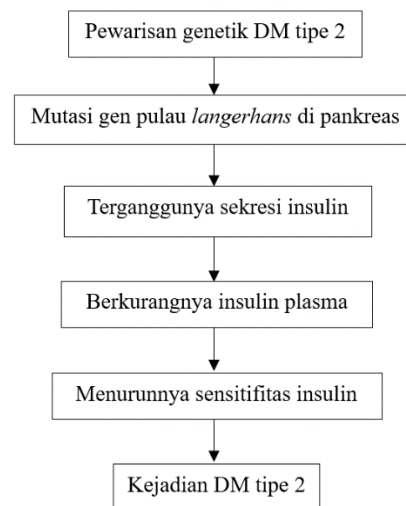 Pewarisan genetik DM tipe 2
Mutasi gen pulau langerhans di pankreas
Terganggunya sekresi insulin
Berkurangnya insulin plasma
Menurunnya sensitifitas insulin
Kejadian DM tipe 2